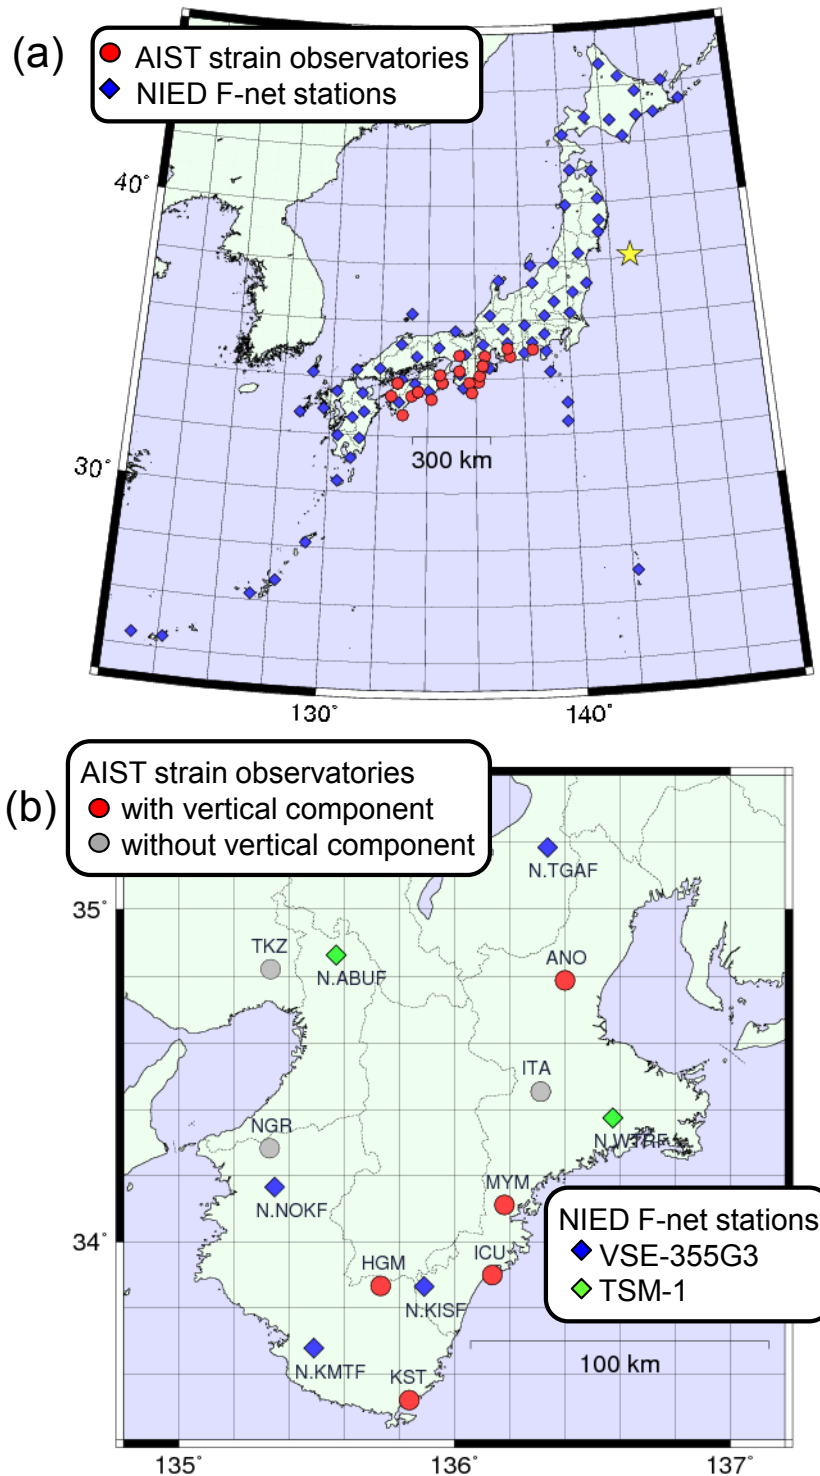 (a)
AIST strain observatories
NIED F-net stations
40°
30°
300 km
130°
140°
(b)
AIST strain observatories
with vertical component
without vertical component
N.TGAF
35°
TKZ
N.ABUF
ANO
ITA
NGR
N.WTRF
N.NOKF
MYM
NIED F-net stations
34°
HGM
ICU
VSE-355G3
N.KISF
TSM-1
100 km
N.KMTF
KST
135°
136°
137°